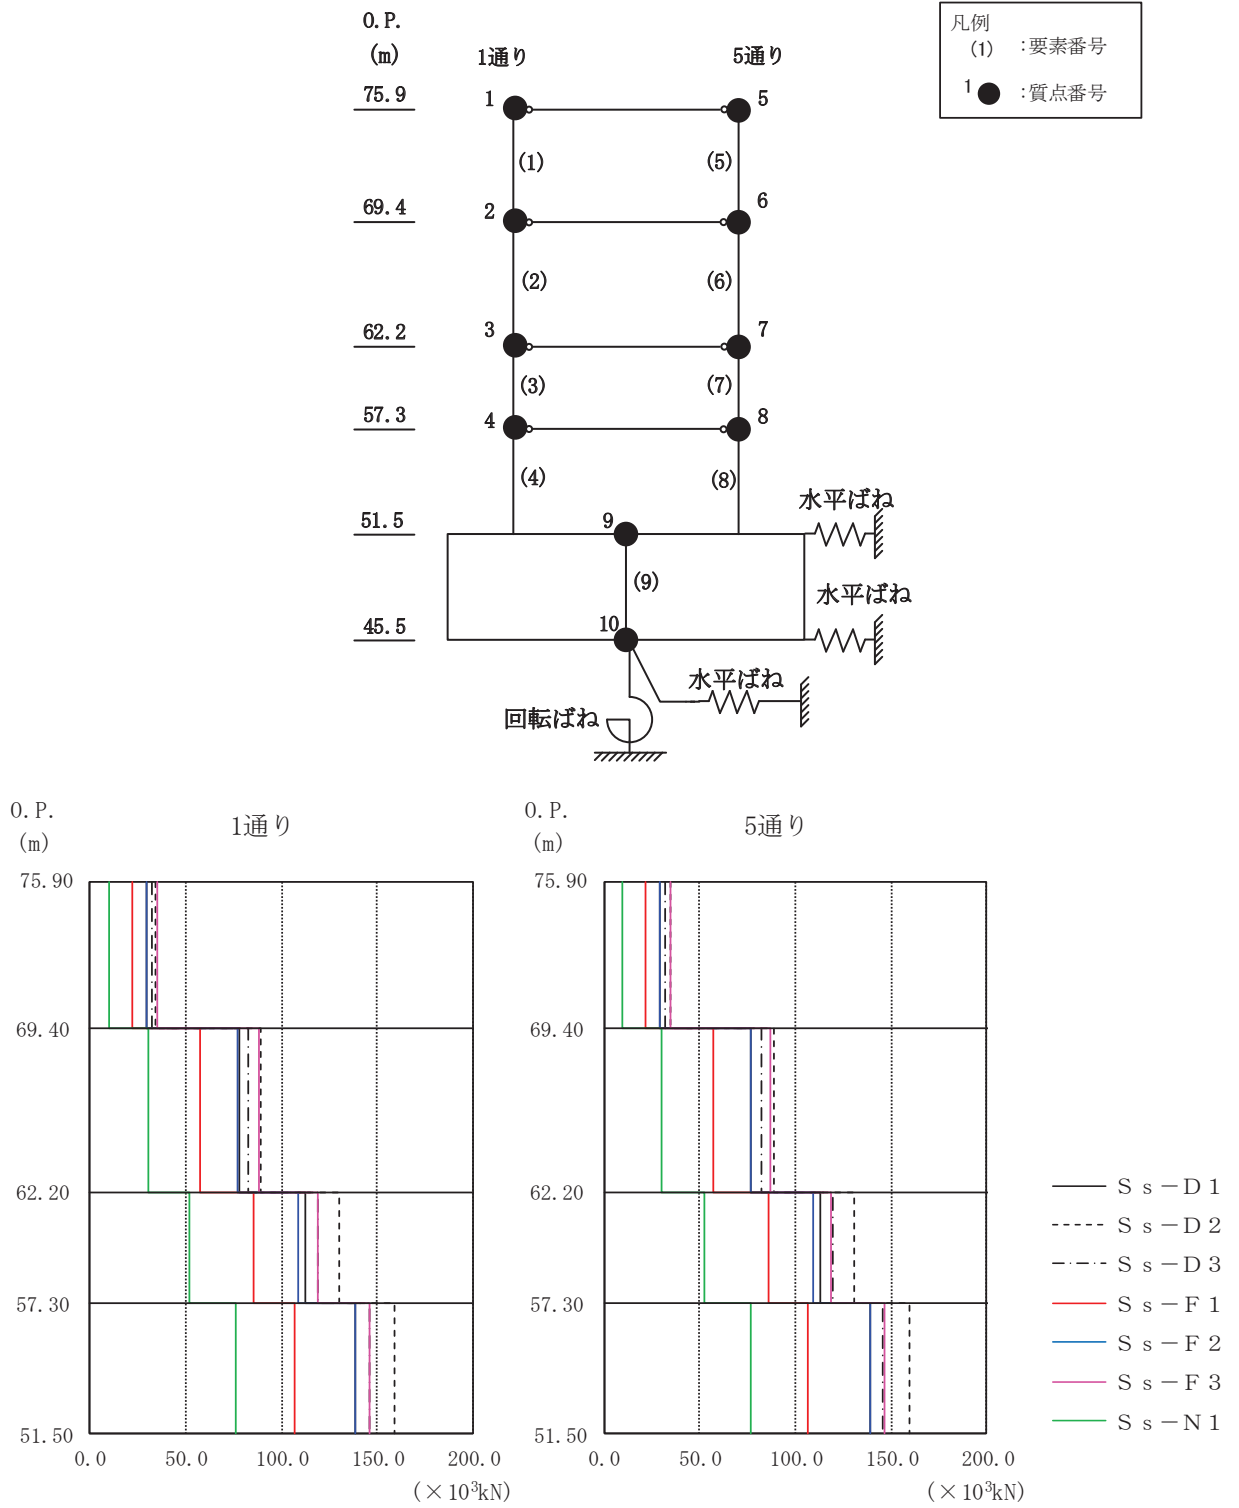 O.P.
(m)
1通り
5通り
凡例
(1) :要素番号
1 :質点番号
75.9
1
5
(1)
(5)
69.4
2
6
(2)
(6)
62.2
3
7
(3)
(7)
57.3
4
8
(4)
(8)
水平ばね
51.5
9
(9)
水平ばね
45.5
10
水平ばね
回転ばね
O.P.
(m)
1通り
75.90
69.40
62.20
57.30
51.50
0.0 50.0 100.0 150.0 200.0
(×10³kN)
O.P.
(m)
5通り
75.90
69.40
62.20
57.30
51.50
0.0 50.0 100.0 150.0 200.0
(×10³kN)
Ss－D1
Ss－D2
Ss－D3
Ss－F1
Ss－F2
Ss－F3
Ss－N1